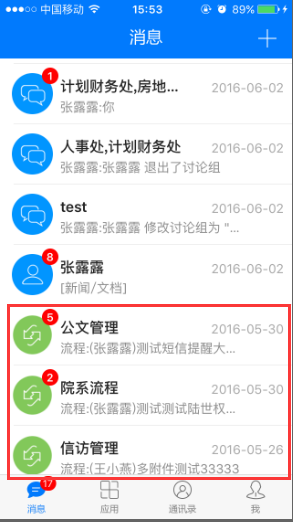 中国移动 15:53 89%
消息
1
计划财务处,房地... 2016-06-02
张露露:你
人事处,计划财务处 2016-06-02
张露露:张露露 退出了讨论组
test 2016-06-02
张露露:张露露 修改讨论组为 "...
8
张露露 2016-06-02
[新闻/文档]
5
公文管理 2016-05-30
流程:(张露露)测试短信提醒大...
2
院系流程 2016-05-30
流程:(张露露)测试测试陆世权...
信访管理 2016-05-26
流程:(王小燕)多附件测试33333
17
消息 应用 通讯录 我